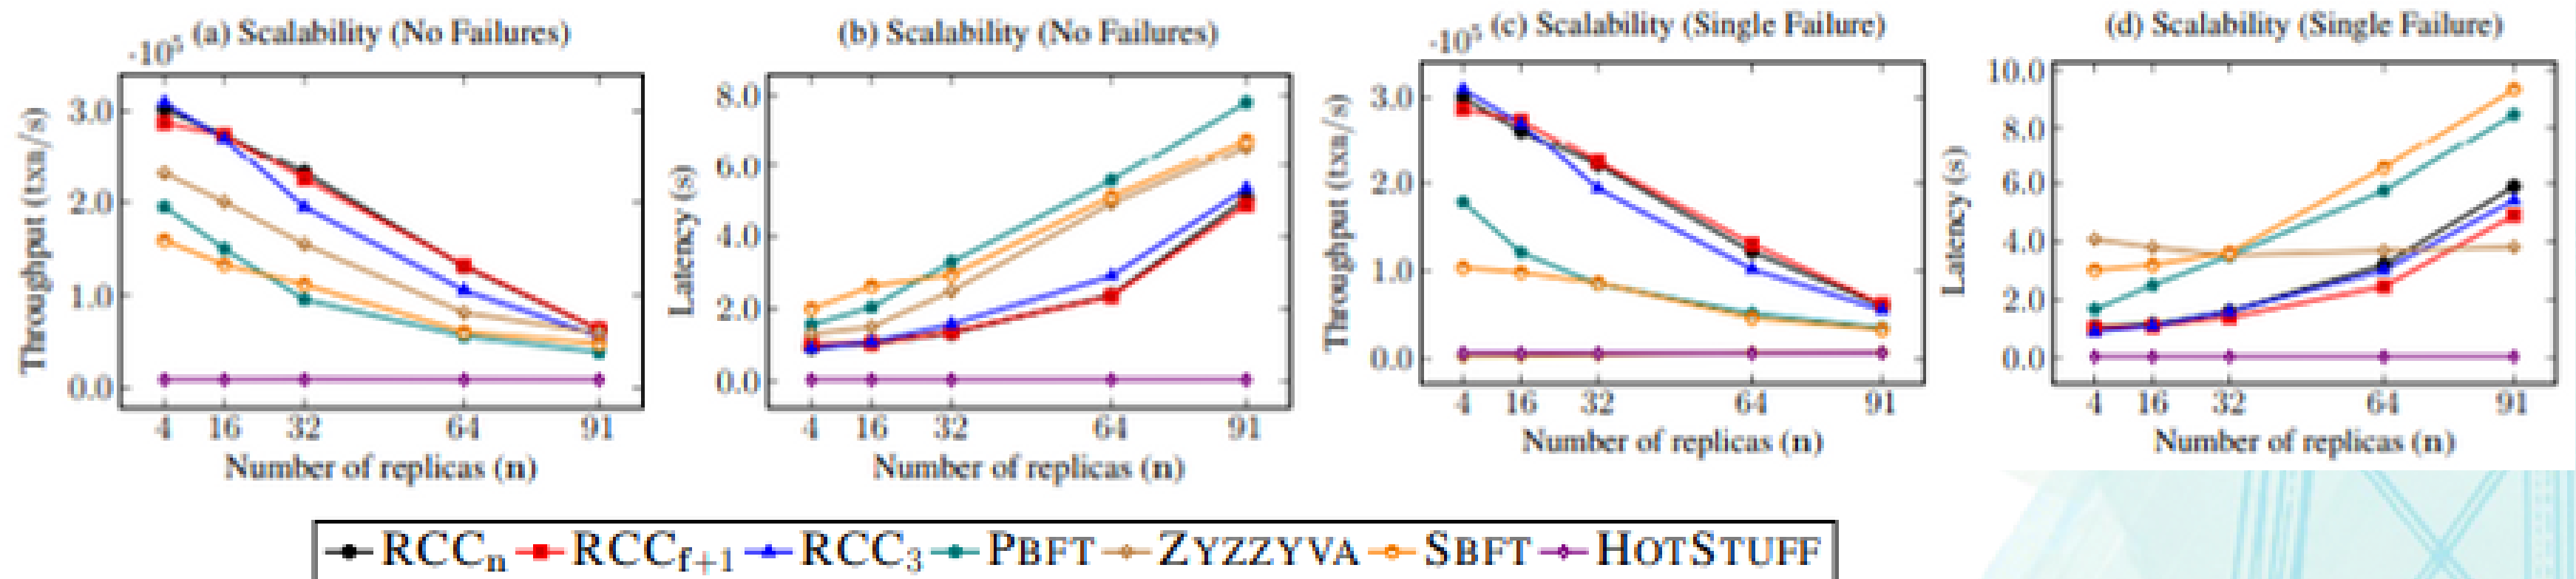 (a) Scalability (No Failures)
·10⁵
Throughput (txn/s)
3.0
2.0
1.0
0.0
4 16 32 64 91
Number of replicas (n)
(b) Scalability (No Failures)
Latency (s)
8.0
6.0
4.0
2.0
0.0
4 16 32 64 91
Number of replicas (n)
(c) Scalability (Single Failure)
·10⁵
Throughput (txn/s)
3.0
2.0
1.0
0.0
4 16 32 64 91
Number of replicas (n)
(d) Scalability (Single Failure)
Latency (s)
10.0
8.0
6.0
4.0
2.0
0.0
4 16 32 64 91
Number of replicas (n)
RCCn RCCf+1 RCC3 PBFT ZYZZYVA SBFT HOTSTUFF